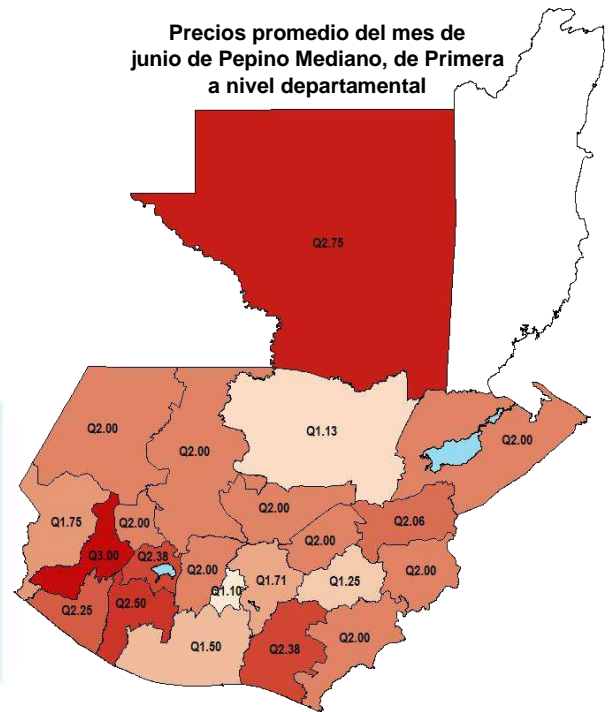 Precios promedio del mes de
junio de Pepino Mediano, de Primera
a nivel departamental
Q2.75
Q2.00
Q1.13
Q2.00
Q2.00
Q1.75
Q2.00
Q2.00
Q2.06
Q2.00
Q3.00
Q2.38
Q2.00
Q1.71
Q1.25
Q2.00
Q1.10
Q2.25
Q2.50
Q2.00
Q1.50
Q2.38